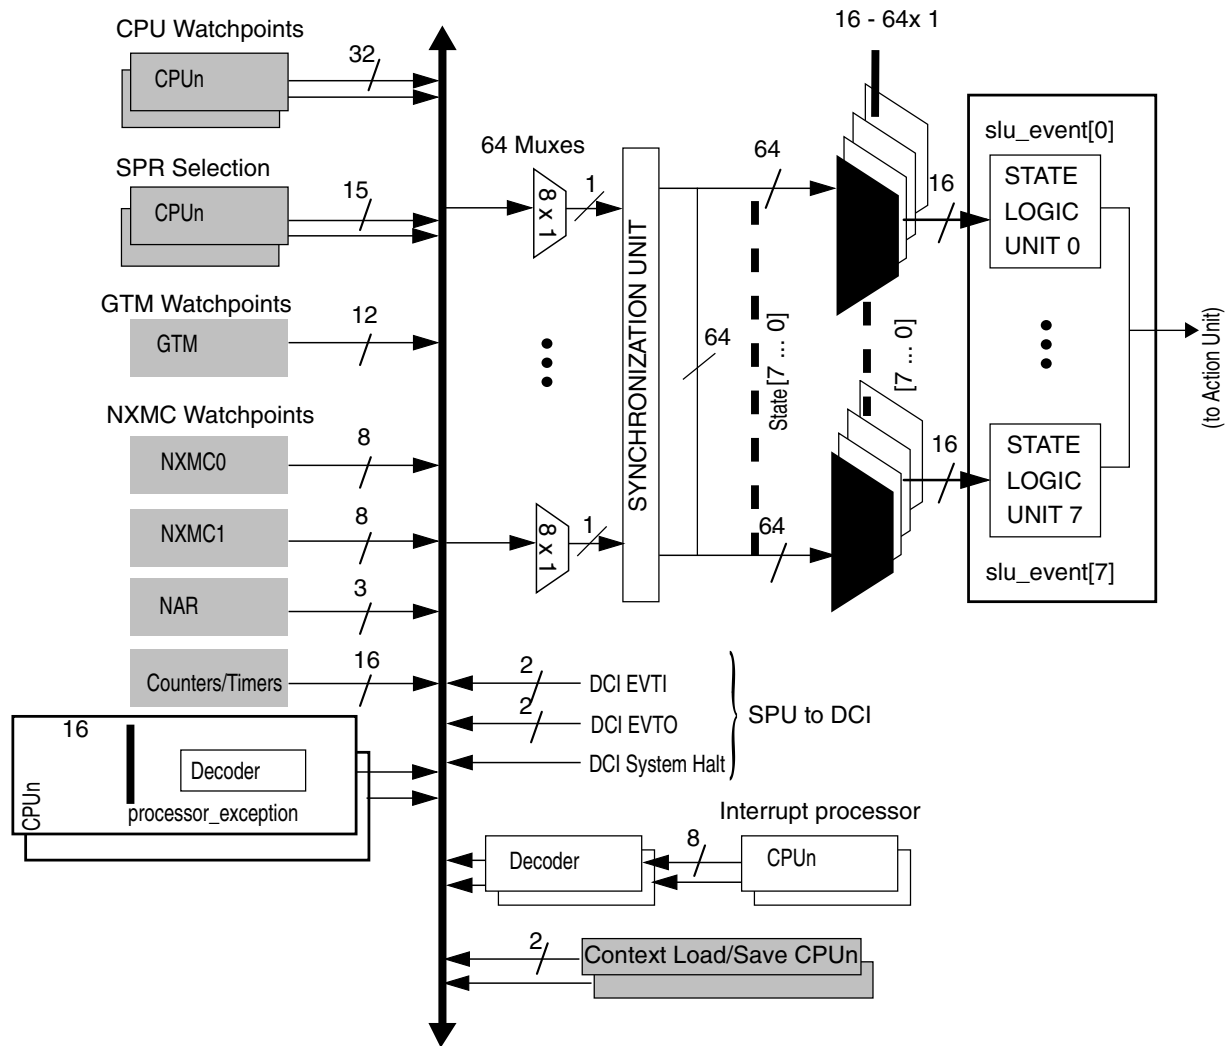 16 - 64x 1
CPU Watchpoints
CPUn
32
SPR Selection
CPUn
15
GTM Watchpoints
GTM
12
NXMC Watchpoints
NXMC0
8
NXMC1
8
NAR
3
Counters/Timers
16
16
CPUn
Decoder
processor_exception
64 Muxes
8 x 1
1
8 x 1
1
SYNCHRONIZATION UNIT
64
64
64
State[7 ... 0]
[7 ... 0]
16
16
slu_event[0]
STATE
LOGIC
UNIT 0
STATE
LOGIC
UNIT 7
slu_event[7]
(to Action Unit)
2
DCI EVTI
2
DCI EVTO
DCI System Halt
SPU to DCI
Interrupt processor
Decoder
8
CPUn
2
Context Load/Save CPUn